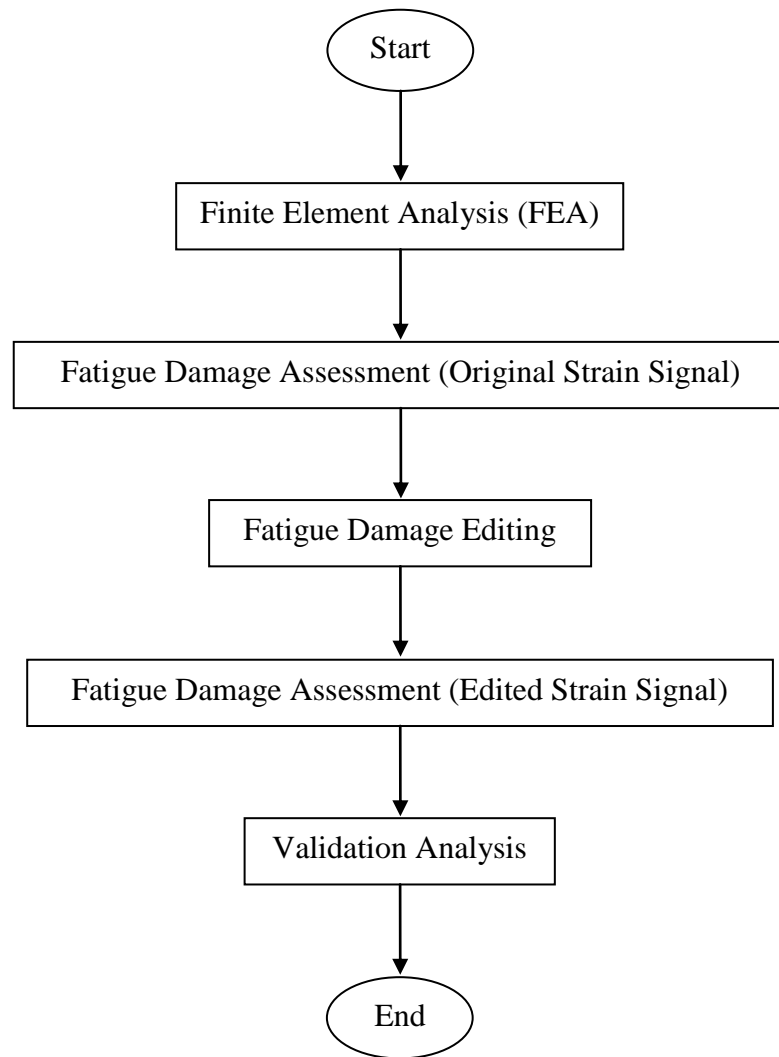 Start
Finite Element Analysis (FEA)
Fatigue Damage Assessment (Original Strain Signal)
Fatigue Damage Editing
Fatigue Damage Assessment (Edited Strain Signal)
Validation Analysis
End